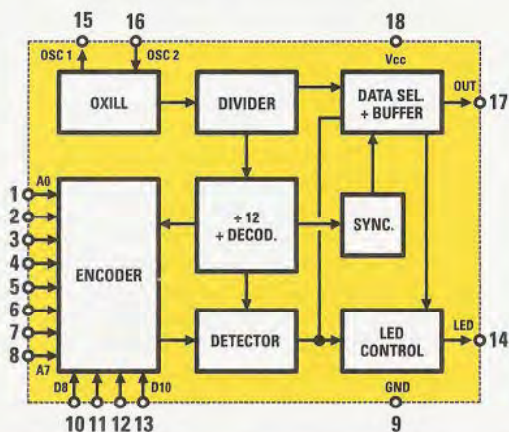 15
16
18
OSC 1
OSC 2
Vcc
OXILL
DIVIDER
DATA SEL.
+ BUFFER
OUT
17
1
A0
2
3
4
5
6
7
8
A7
ENCODER
÷ 12
+ DECOD.
SYNC.
DETECTOR
LED
CONTROL
LED
14
D8
D10
GND
10
11
12
13
9